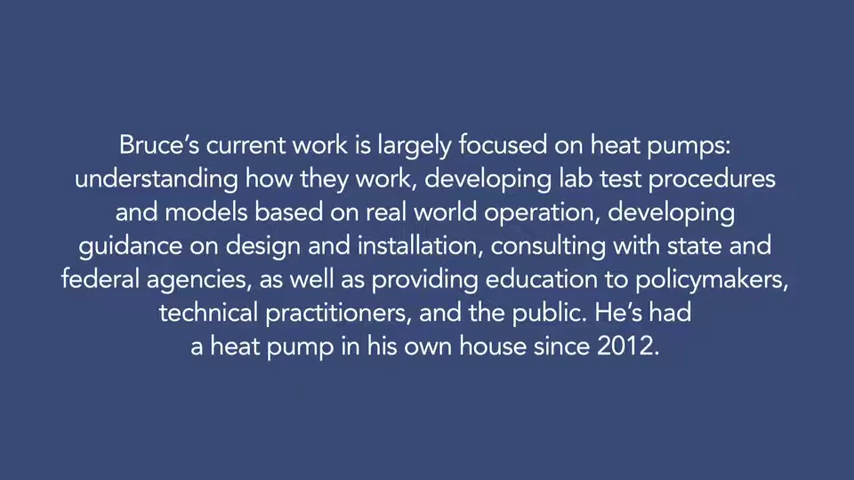 Bruce’s current work is largely focused on heat pumps:
understanding how they work, developing lab test procedures
and models based on real world operation, developing
guidance on design and installation, consulting with state and
federal agencies, as well as providing education to policymakers,
technical practitioners, and the public. He’s had
a heat pump in his own house since 2012.